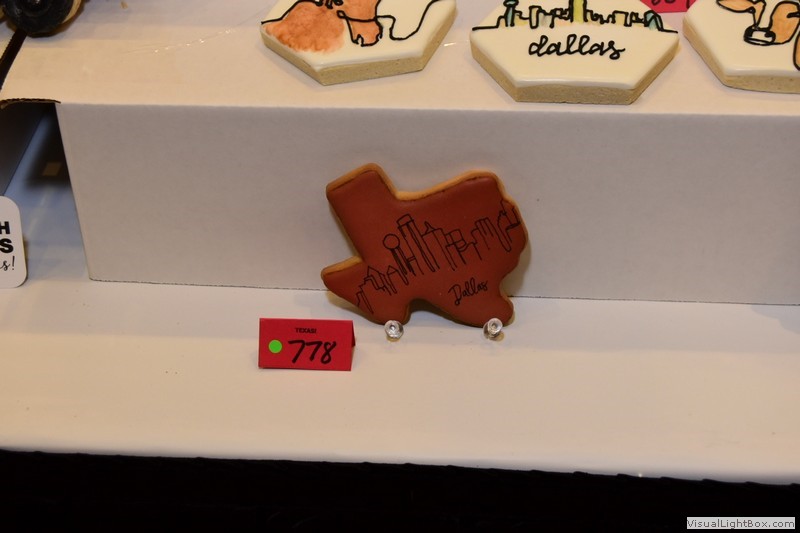 dallas
H
S
s!
Dallas
TEXAS!
778
VisualLightBox.com